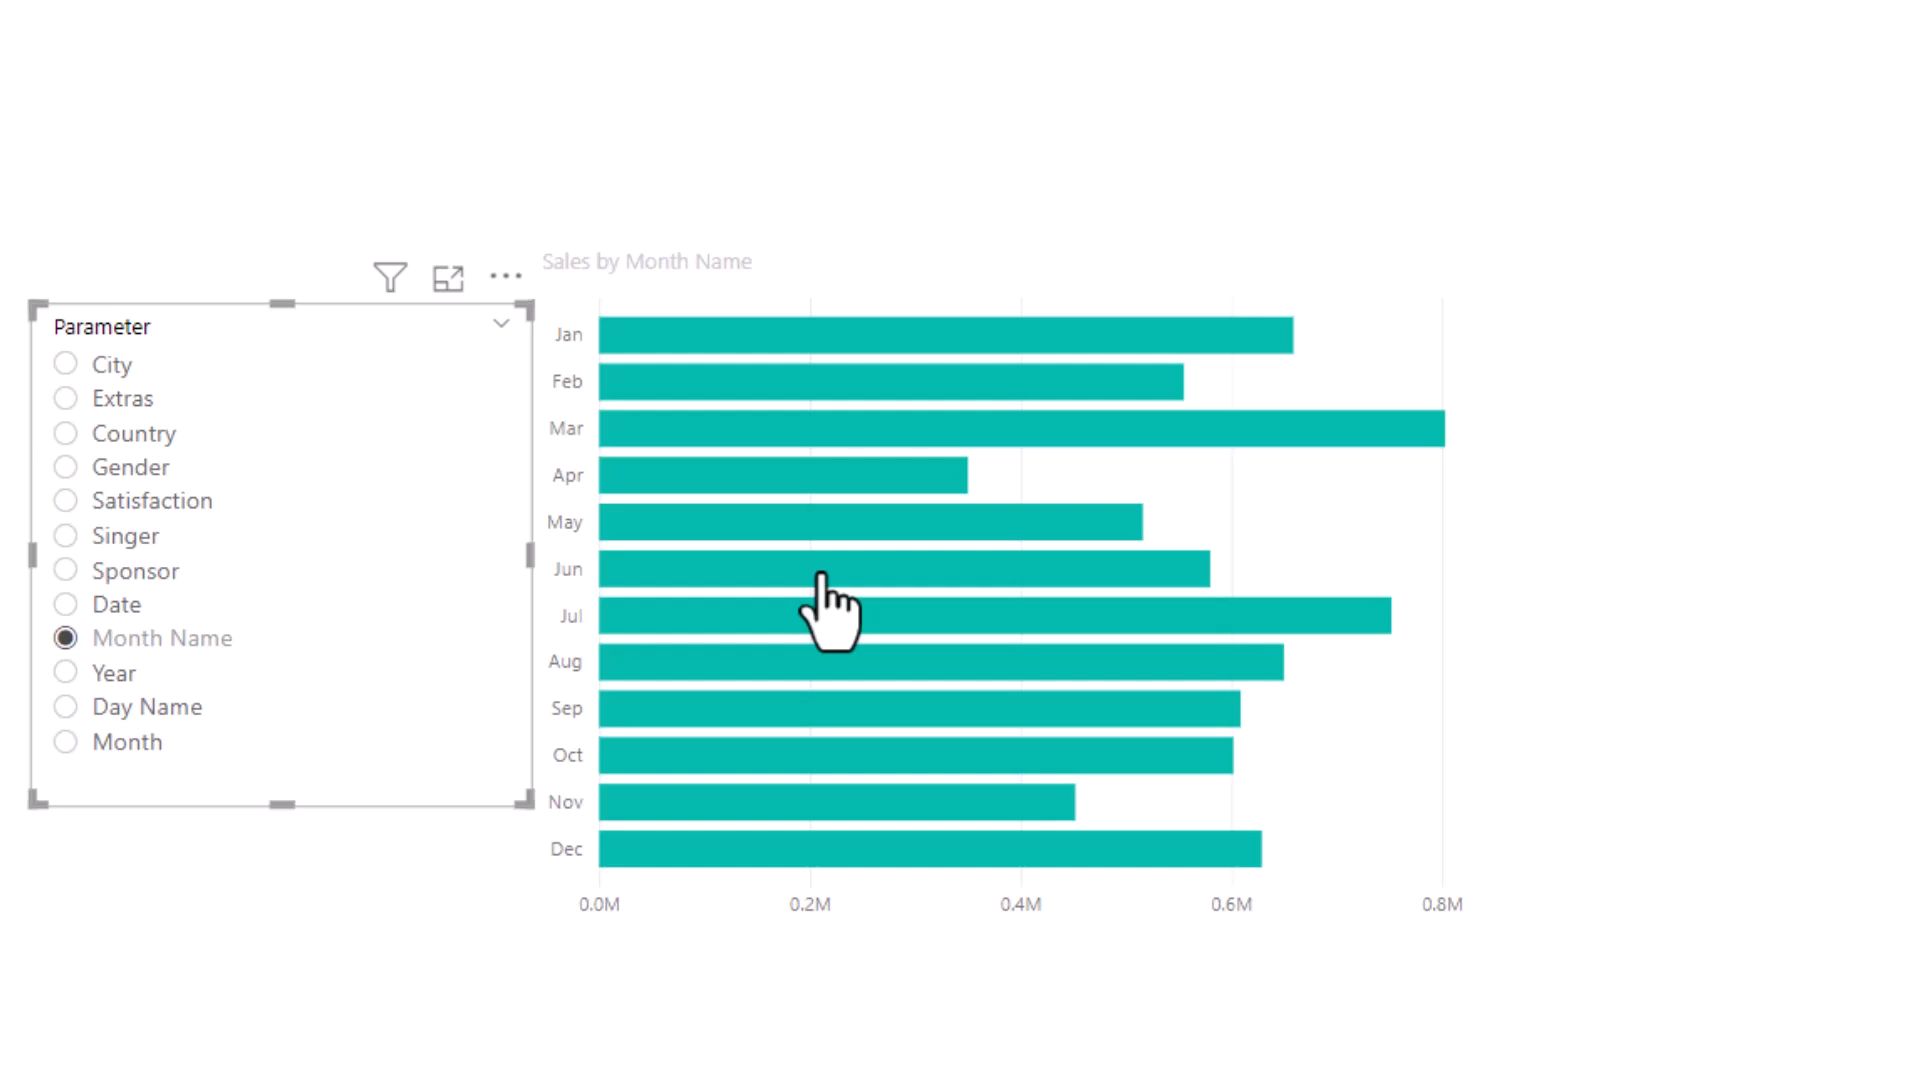 Sales by Month Name
Parameter
City
Extras
Country
Gender
Satisfaction
Singer
Sponsor
Date
Month Name
Year
Day Name
Month
Jan
Feb
Mar
Apr
May
Jun
Jul
Aug
Sep
Oct
Nov
Dec
0.0M 0.2M 0.4M 0.6M 0.8M